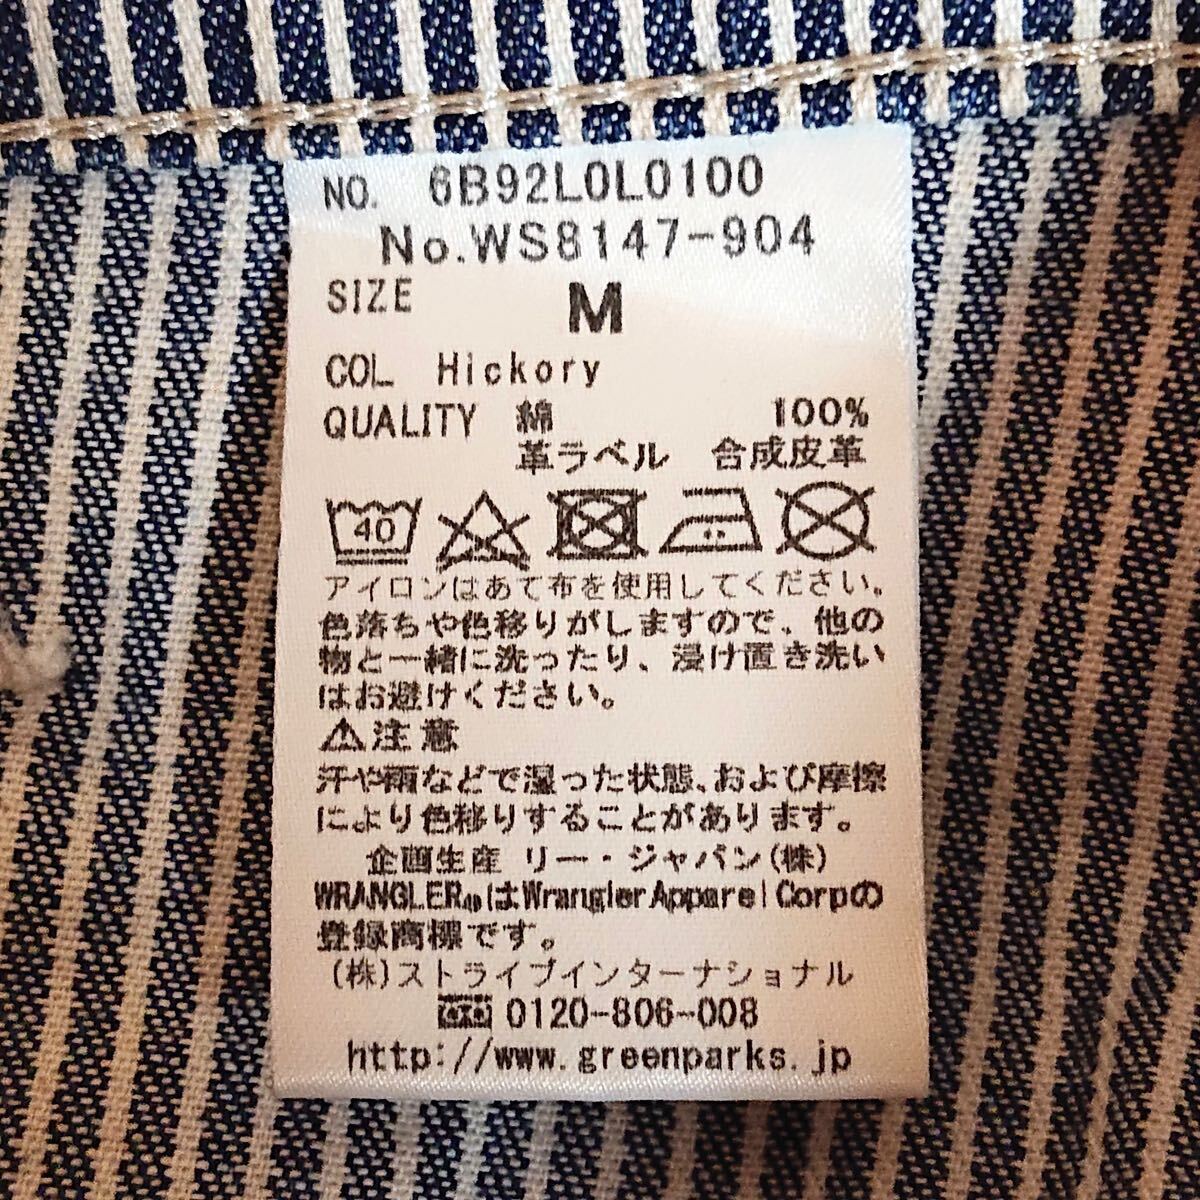 NO. 6B92L0L0100
No.WS8147-904
SIZE M
COL Hickory
QUALITY 綿 100%
革ラベル 合成皮革
40
アイロンはあて布を使用してください。
色落ちや色移りがしますので、他の
物と一緒に洗ったり、浸け置き洗い
はお避けください。
⚠注意
汗や雨などで湿った状態、および摩擦
により色移りすることがあります。
企画生産 リー・ジャパン(株)
WRANGLER®はWrangler Apparel Corpの
登録商標です。
(株)ストライプインターナショナル
0120-806-008
http://www.greenparks.jp